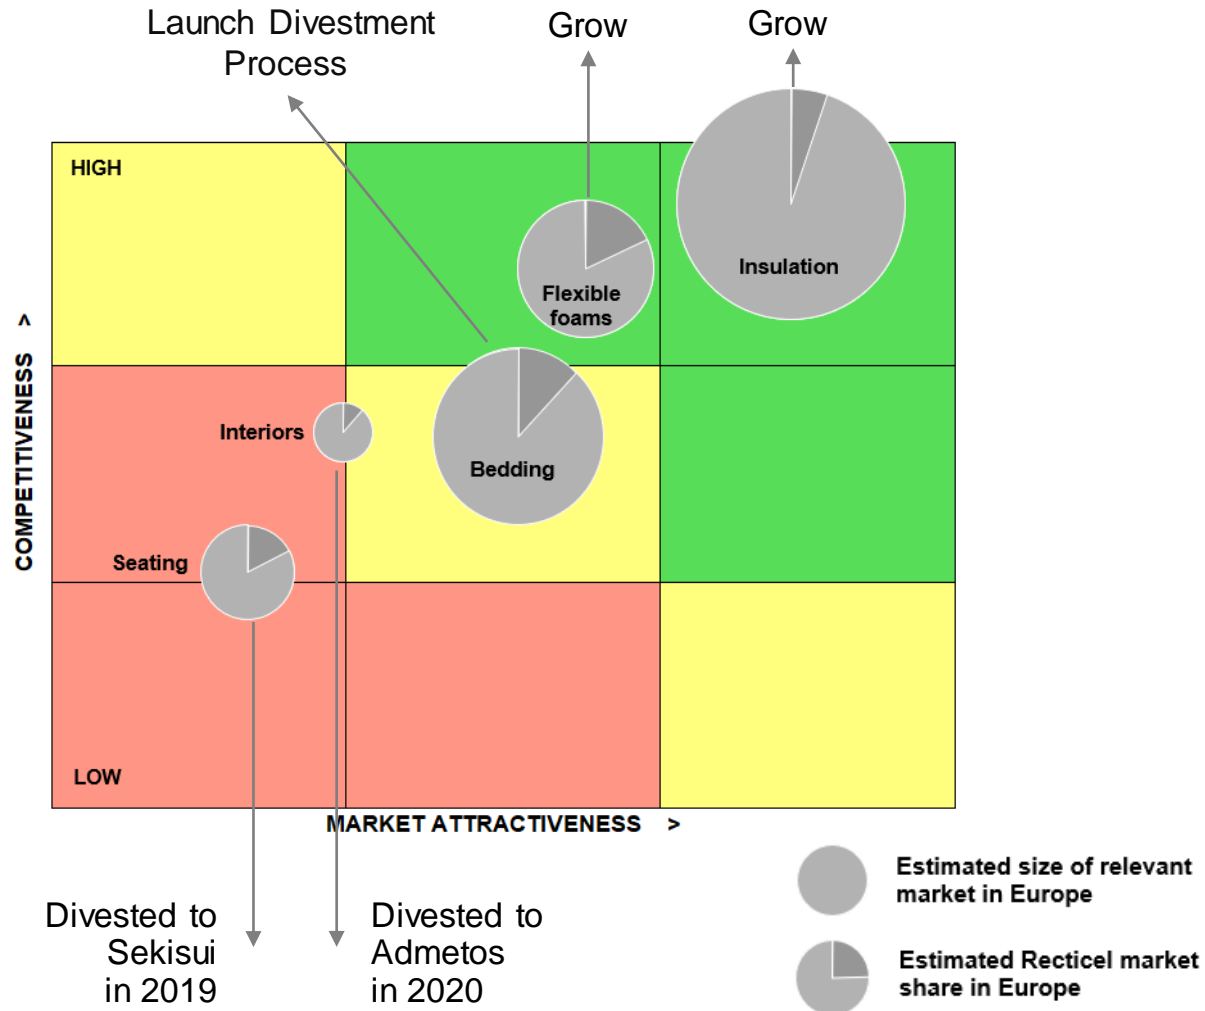 Launch Divestment
Process
Grow
Grow
HIGH
Insulation
Flexible
foams
Interiors
Bedding
Seating
COMPETITIVENESS >
LOW
MARKET ATTRACTIVENESS >
Estimated size of relevant
market in Europe
Divested to
Sekisui
in 2019
Divested to
Admetos
in 2020
Estimated Recticel market
share in Europe